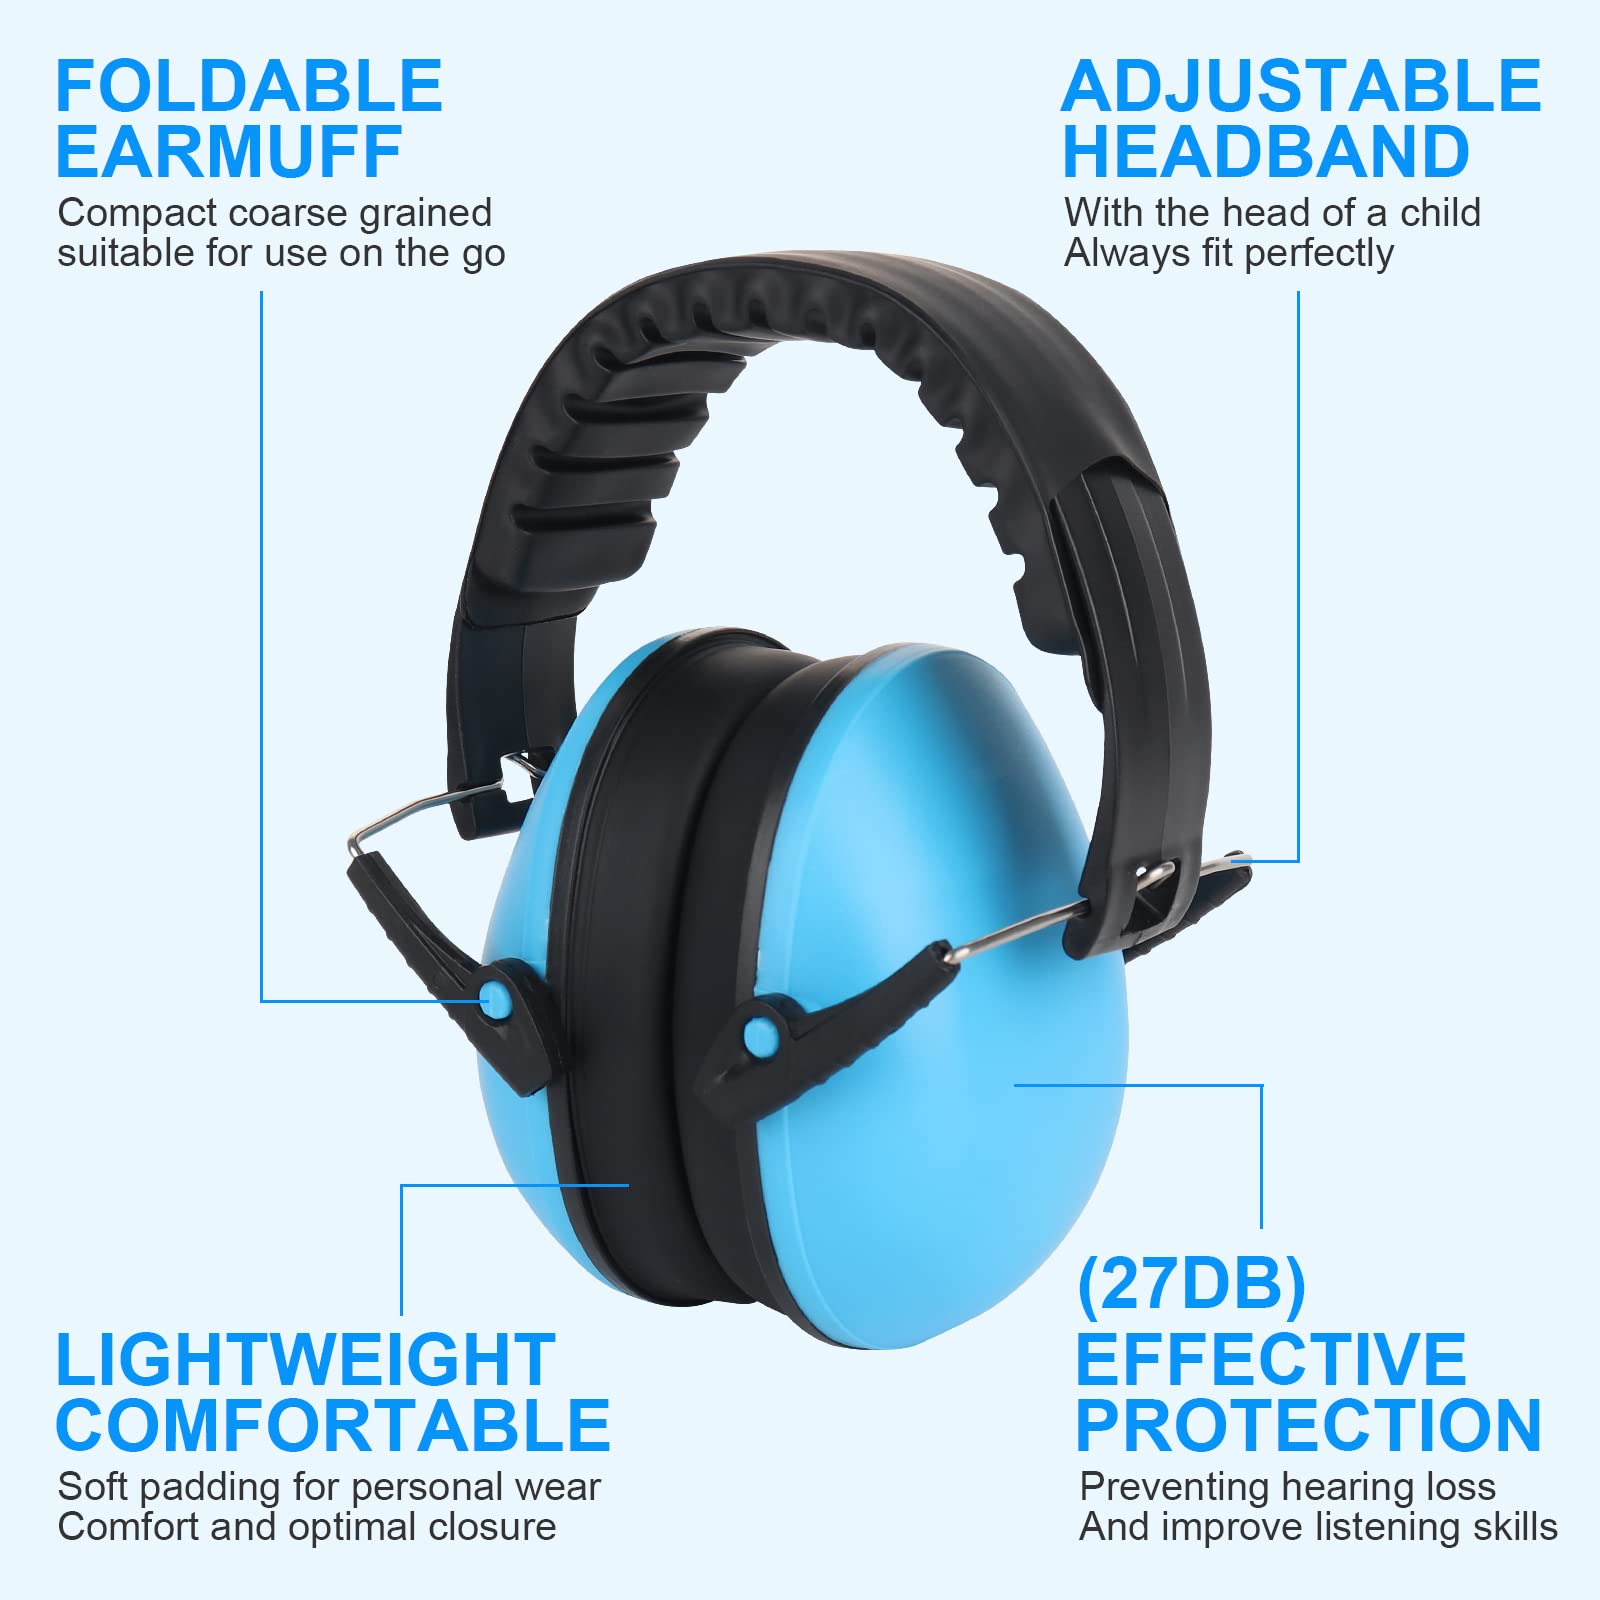 FOLDABLE
EARMUFF
Compact coarse grained
suitable for use on the go
ADJUSTABLE
HEADBAND
With the head of a child
Always fit perfectly
LIGHTWEIGHT
COMFORTABLE
Soft padding for personal wear
Comfort and optimal closure
(27DB)
EFFECTIVE
PROTECTION
Preventing hearing loss
And improve listening skills